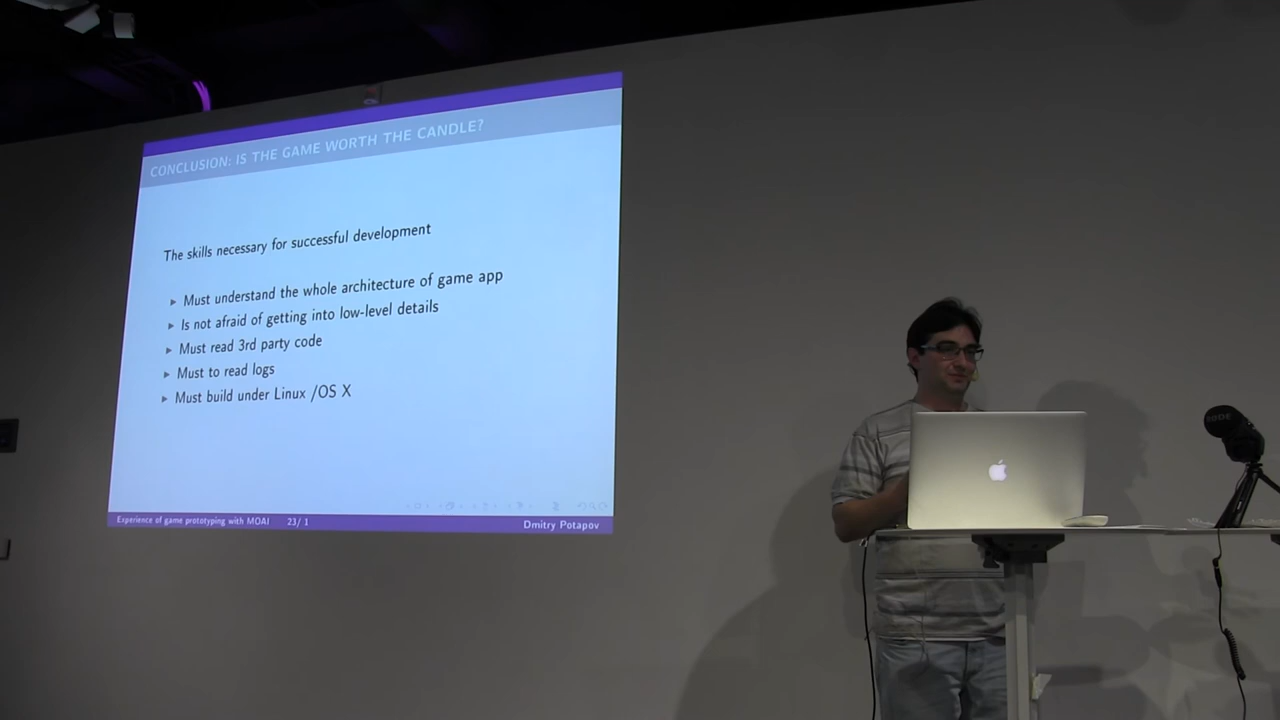 CONCLUSION: IS THE GAME WORTH THE CANDLE?
The skills necessary for successful development
▶ Must understand the whole architecture of game app
▶ Is not afraid of getting into low-level details
▶ Must read 3rd party code
▶ Must to read logs
▶ Must build under Linux /OS X
Experience of game prototyping with MOAI 23/ 1 Dmitry Potapov
RODE